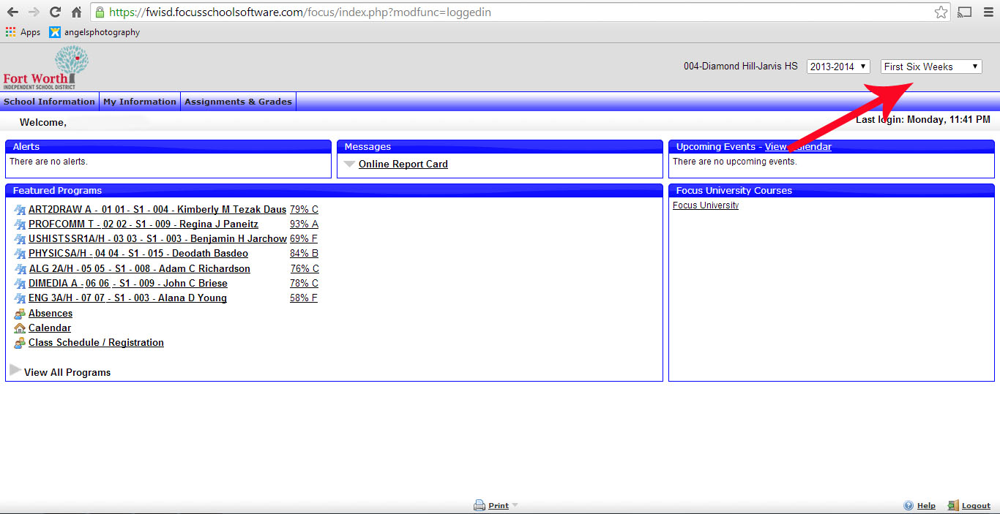 https://fwisd.focusschoolsoftware.com/focus/index.php?modfunc=loggedin
Apps angelsphotography
Fort Worth
INDEPENDENT SCHOOL DISTRICT
004-Diamond Hill-Jarvis HS 2013-2014 First Six Weeks
School Information My Information Assignments & Grades
Welcome,
Last login: Monday, 11:41 PM
Alerts
There are no alerts.
Messages
Online Report Card
Upcoming Events - View Calendar
There are no upcoming events.
Featured Programs
ART2DRAW A - 01 01 - S1 - 004 - Kimberly M Tezak Daus 79% C
PROFCOMM T - 02 02 - S1 - 009 - Regina J Paneitz 93% A
USHISTSSR1A/H - 03 03 - S1 - 003 - Benjamin H Jarchow 69% F
PHYSICSA/H - 04 04 - S1 - 015 - Deodath Basdeo 84% B
ALG 2A/H - 05 05 - S1 - 008 - Adam C Richardson 76% C
DIMEDIA A - 06 06 - S1 - 009 - John C Briese 78% C
ENG 3A/H - 07 07 - S1 - 003 - Alana D Young 58% F
Absences
Calendar
Class Schedule / Registration
View All Programs
Focus University Courses
Focus University
Print
Help Logout